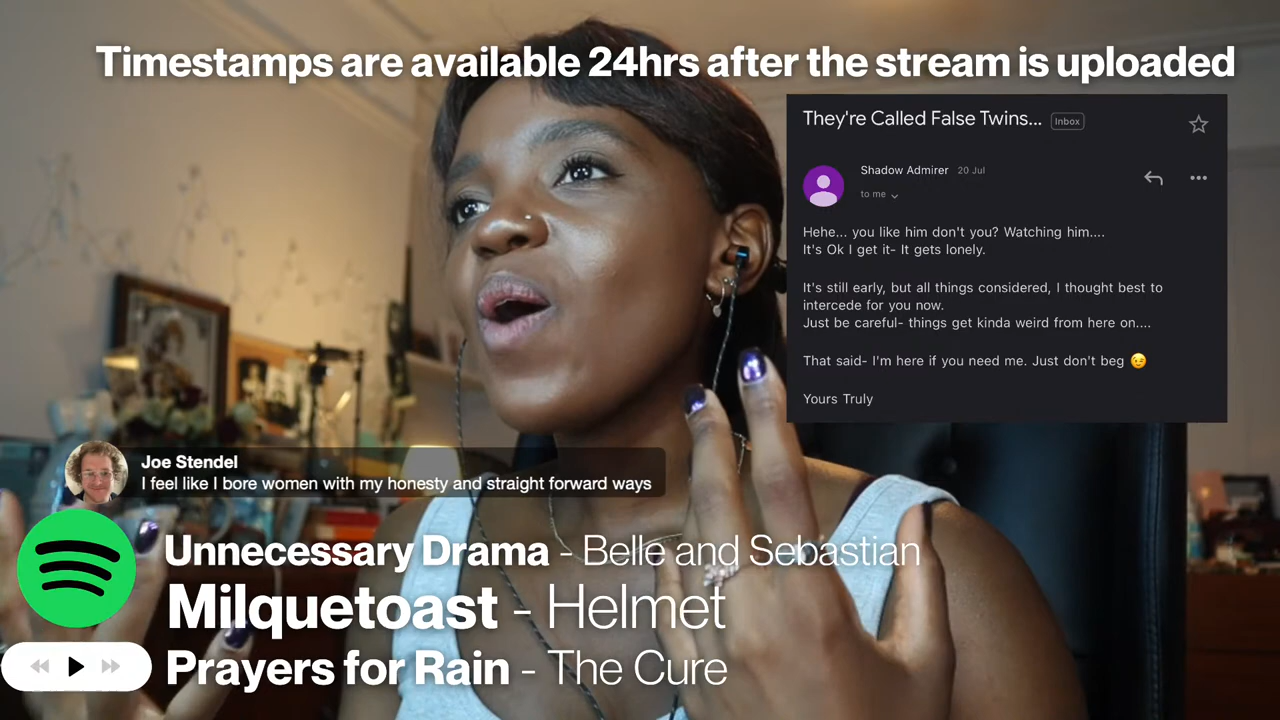 Timestamps are available 24hrs after the stream is uploaded
They're Called False Twins... Inbox
Shadow Admirer 20 Jul
to me
Hehe... you like him don't you? Watching him....
It's Ok I get it- It gets lonely.
It's still early, but all things considered, I thought best to
intercede for you now.
Just be careful- things get kinda weird from here on....
That said- I'm here if you need me. Just don't beg 😉
Yours Truly
Joe Stendel
I feel like I bore women with my honesty and straight forward ways
Unnecessary Drama - Belle and Sebastian
Milquetoast - Helmet
Prayers for Rain - The Cure